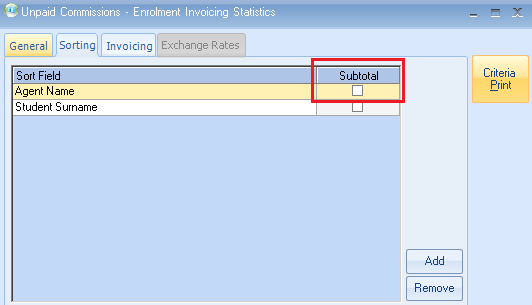 Unpaid Commissions - Enrolment Invoicing Statistics
General Sorting Invoicing Exchange Rates
Sort Field Subtotal
Agent Name
Student Surname
Criteria
Print
Add
Remove